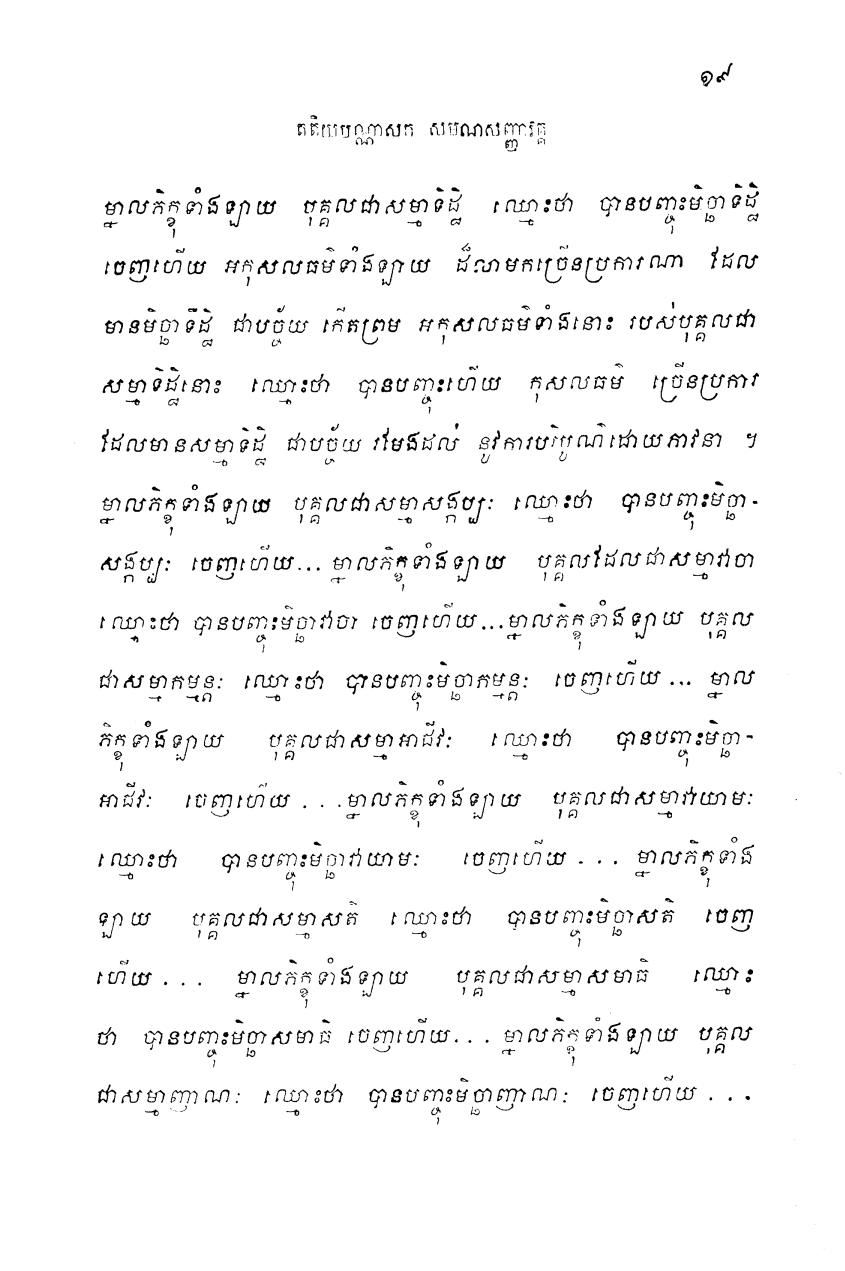 ១៩
តតិយបណ្ណាសក សមណសញ្ញាវគ្គ
ម្នាលភិក្ខុទាំងឡាយ បុគ្គលជាសម្មាទិដ្ឋិ ឈ្មោះថា បានបញ្ចុះមិច្ឆាទិដ្ឋិ
ចេញហើយ អកុសលធម៌ទាំងឡាយ ដ៏លាមកច្រើនប្រការណា ដែល
មានមិច្ឆាទិដ្ឋិ ជាបច្ច័យ កើតព្រម អកុសលធម៌ទាំងនោះ របស់បុគ្គលជា
សម្មាទិដ្ឋិនោះ ឈ្មោះថា បានបញ្ចុះហើយ កុសលធម៌ ច្រើនប្រការ
ដែលមានសម្មាទិដ្ឋិ ជាបច្ច័យ រមែងដល់ នូវការបរិបូណ៌ដោយភាវនា ។
ម្នាលភិក្ខុទាំងឡាយ បុគ្គលជាសម្មាសង្កប្បៈ ឈ្មោះថា បានបញ្ចុះមិច្ឆា-
សង្កប្បៈ ចេញហើយ... ម្នាលភិក្ខុទាំងឡាយ បុគ្គលដែលជាសម្មាវាចា
ឈ្មោះថា បានបញ្ចុះមិច្ឆាវាចា ចេញហើយ...ម្នាលភិក្ខុទាំងឡាយ បុគ្គល
ជាសម្មាកម្មន្តៈ ឈ្មោះថា បានបញ្ចុះមិច្ឆាកម្មន្តៈ ចេញហើយ ... ម្នាល
ភិក្ខុទាំងឡាយ បុគ្គលជាសម្មាអាជីវៈ ឈ្មោះថា បានបញ្ចុះមិច្ឆា-
អាជីវៈ ចេញហើយ ...ម្នាលភិក្ខុទាំងឡាយ បុគ្គលជាសម្មាវាយាមៈ
ឈ្មោះថា បានបញ្ចុះមិច្ឆាវាយាមៈ ចេញហើយ ... ម្នាលភិក្ខុទាំង
ឡាយ បុគ្គលជាសម្មាសតិ ឈ្មោះថា បានបញ្ចុះមិច្ឆាសតិ ចេញ
ហើយ ... ម្នាលភិក្ខុទាំងឡាយ បុគ្គលជាសម្មាសមាធិ ឈ្មោះ
ថា បានបញ្ចុះមិច្ឆាសមាធិ ចេញហើយ... ម្នាលភិក្ខុទាំងឡាយ បុគ្គល
ជាសម្មាញាណៈ ឈ្មោះថា បានបញ្ចុះមិច្ឆាញាណៈ ចេញហើយ ...